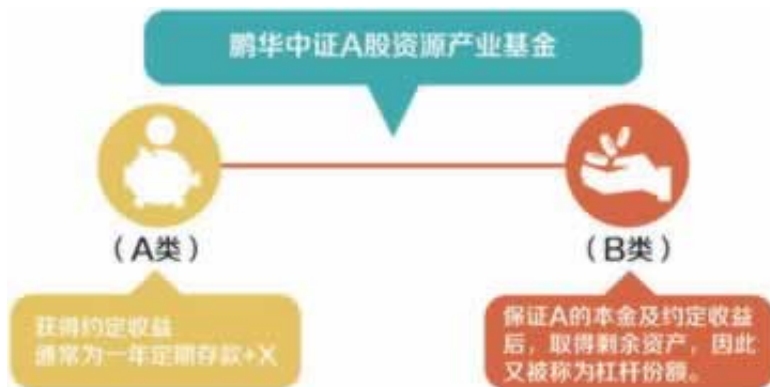 鹏华中证A股资源产业基金
（A类）
（B类）
获得约定收益
通常为一年定期存款+X
保证A的本金及约定收益
后，取得剩余资产，因此
又被称为杠杆份额。